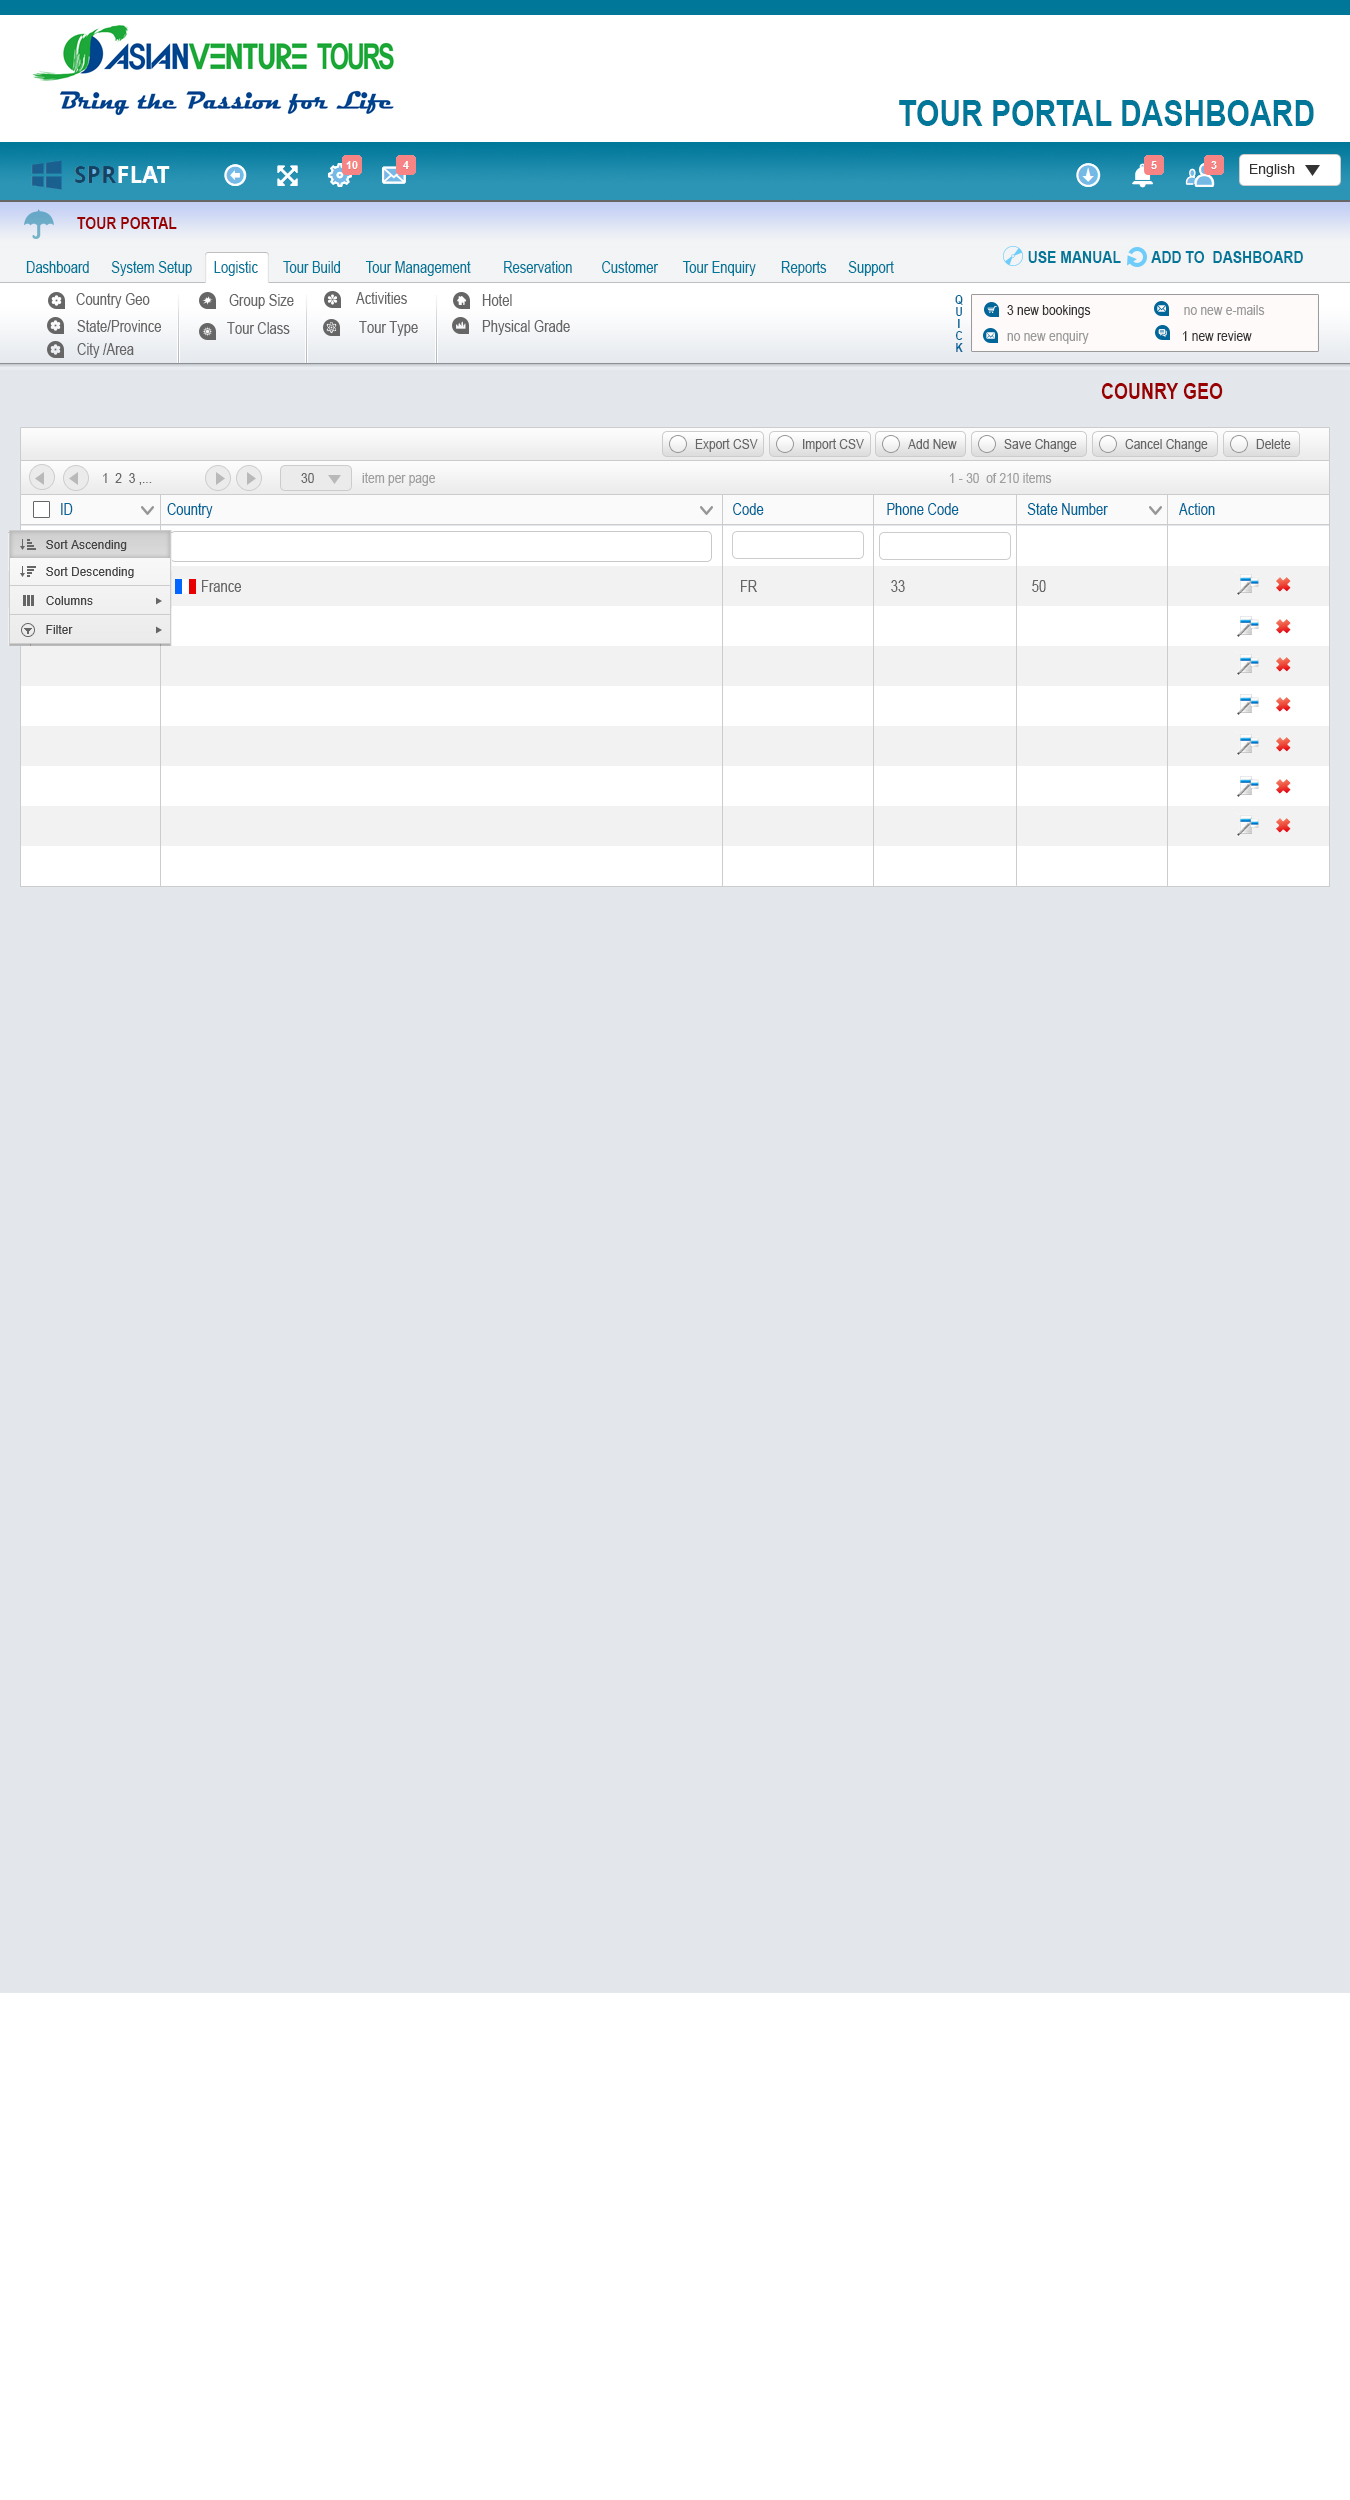 ASIANVENTURE TOURS
Bring the Passion for Life
TOUR PORTAL DASHBOARD
SPRFLAT
10
4
5
3
English
TOUR PORTAL
Dashboard System Setup Logistic Tour Build Tour Management Reservation Customer Tour Enquiry Reports Support
USE MANUAL ADD TO DASHBOARD
Country Geo Group Size Activities Hotel
State/Province Tour Class Tour Type Physical Grade
City /Area
QUICK
3 new bookings no new e-mails
no new enquiry 1 new review
COUNRY GEO
Export CSV Import CSV Add New Save Change Cancel Change Delete
1 2 3 ,... 30 item per page 1 - 30 of 210 items
ID Country Code Phone Code State Number Action
Sort Ascending
Sort Descending
Columns
Filter
France FR 33 50